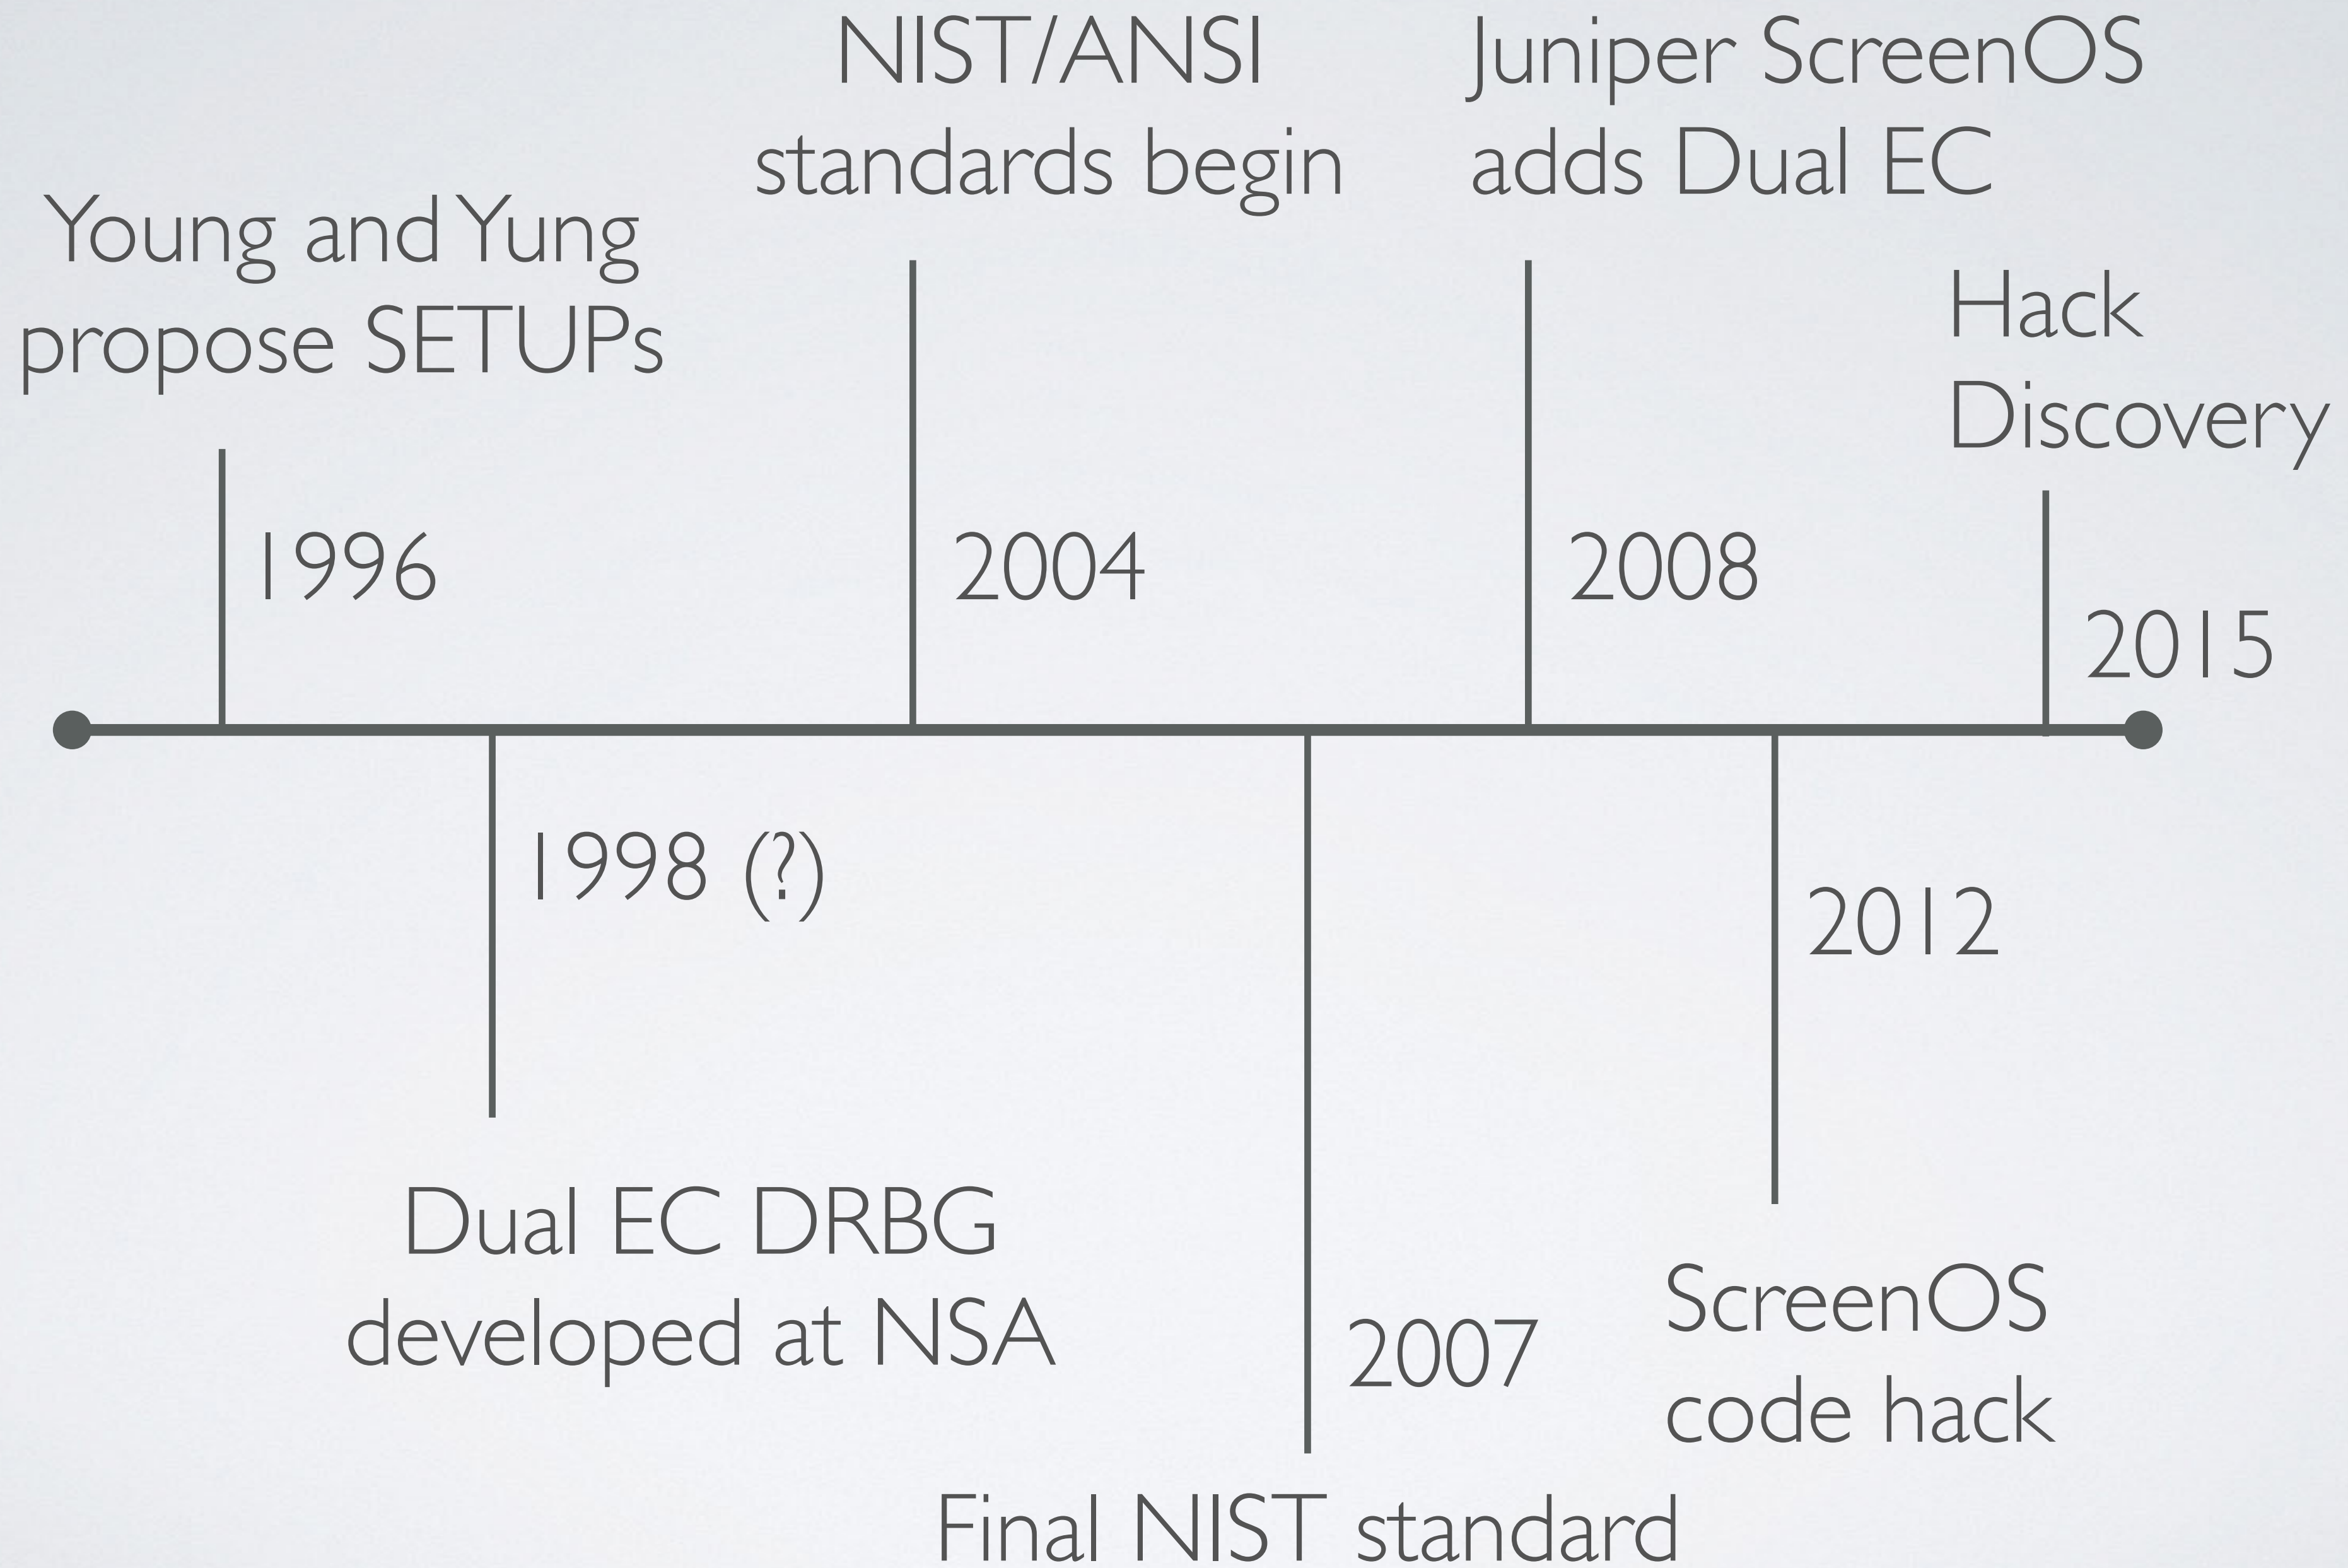 Young and Yung
propose SETUPs
1996
1998 (?)
Dual EC DRBG
developed at NSA
NIST/ANSI
standards begin
2004
2007
Final NIST standard
Juniper ScreenOS
adds Dual EC
2008
2012
ScreenOS
code hack
Hack
Discovery
2015